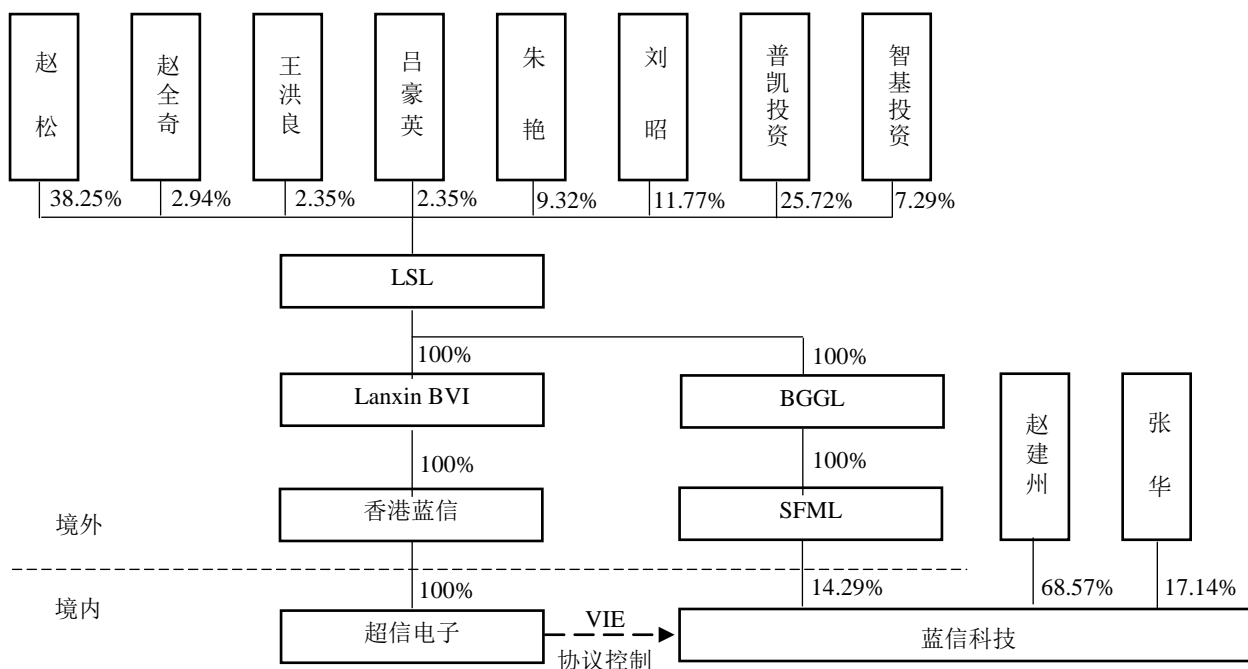 赵松
赵全奇
王洪良
吕豪英
朱艳
刘昭
普凯投资
智基投资
38.25%
2.94%
2.35%
2.35%
9.32%
11.77%
25.72%
7.29%
LSL
100%
100%
Lanxin BVI
BGGL
赵建州
张华
100%
100%
香港蓝信
SFML
境外
境内
100%
14.29%
68.57%
17.14%
超信电子
VIE
协议控制
蓝信科技